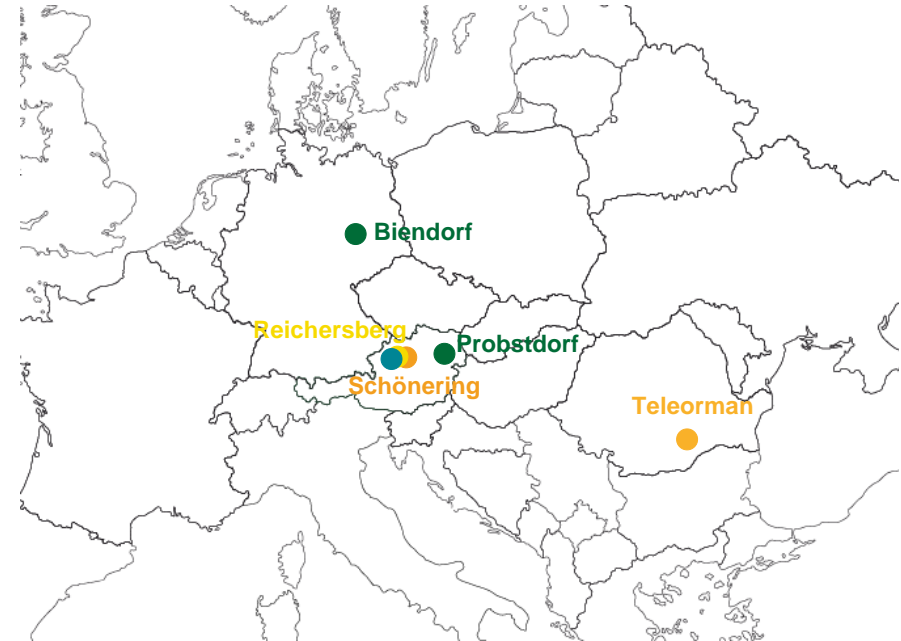 Biendorf
Reichersberg
Probstdorf
Schönering
Teleorman